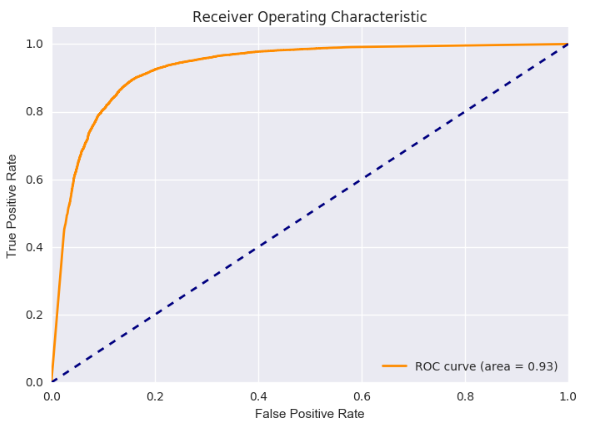 Receiver Operating Characteristic
1.0
0.8
0.6
0.4
0.2
0.0
True Positive Rate
ROC curve (area = 0.93)
0.0 0.2 0.4 0.6 0.8 1.0
False Positive Rate